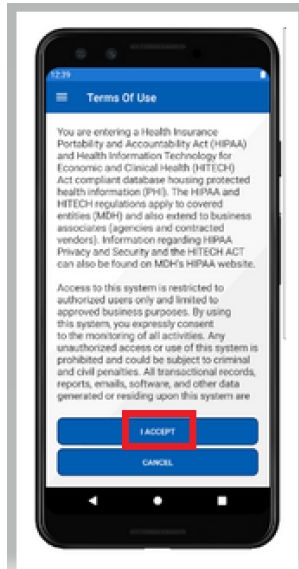 12:39
Terms Of Use
You are entering a Health Insurance
Portability and Accountability Act (HIPAA)
and Health Information Technology for
Economic and Clinical Health (HITECH)
Act compliant database housing protected
health information (PHI). The HIPAA and
HITECH regulations apply to covered
entities (MDH) and also extend to business
associates (agencies and contracted
vendors). Information regarding HIPAA
Privacy and Security and the HITECH ACT
can also be found on MDH's HIPAA website.
Access to this system is restricted to
authorized users only and limited to
approved business purposes. By using
this system, you expressly consent
to the monitoring of all activities. Any
unauthorized access or use of this system is
prohibited and could be subject to criminal
and civil penalties. All transactional records,
reports, emails, software, and other data
generated or residing upon this system are
I ACCEPT
CANCEL